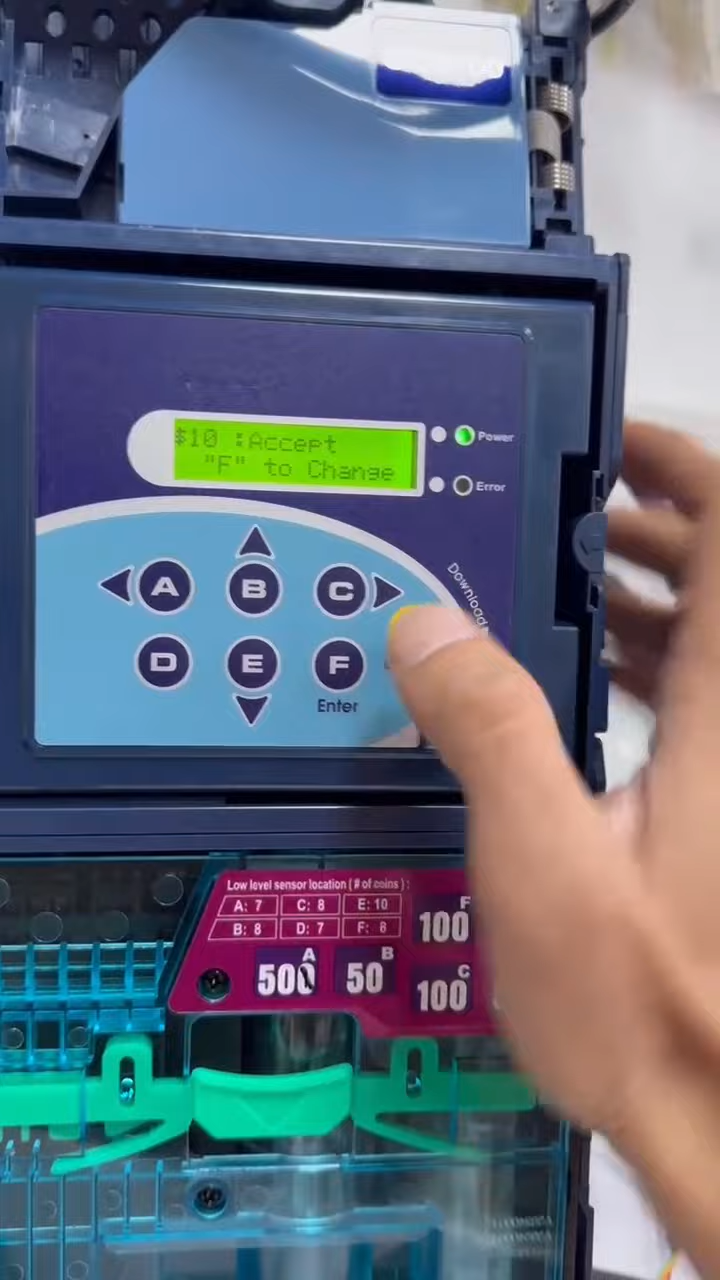 $10 :Accept
"F" to Change
Power
Error
Download
A
B
C
D
E
F
Enter
Low level sensor location ( # of coins ) :
A: 7
C: 8
E: 10
B: 8
D: 7
F: 8
A
500
B
50
F
100
C
100